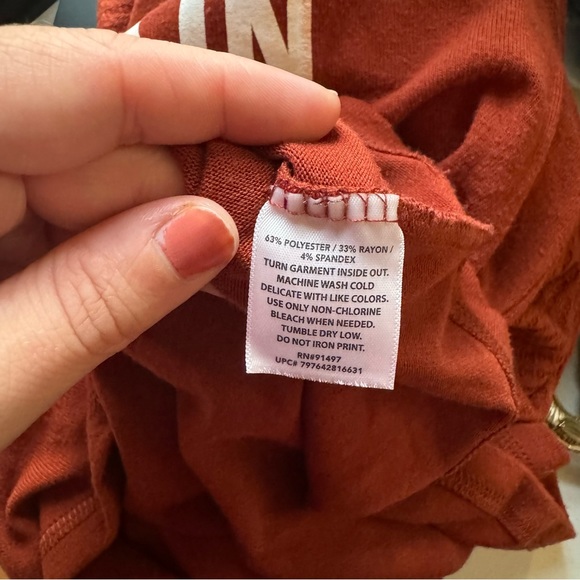 IN
63% POLYESTER / 33% RAYON /
4% SPANDEX
TURN GARMENT INSIDE OUT.
MACHINE WASH COLD
DELICATE WITH LIKE COLORS.
USE ONLY NON-CHLORINE
BLEACH WHEN NEEDED.
TUMBLE DRY LOW.
DO NOT IRON PRINT.
RN#91497
UPC# 797642816631